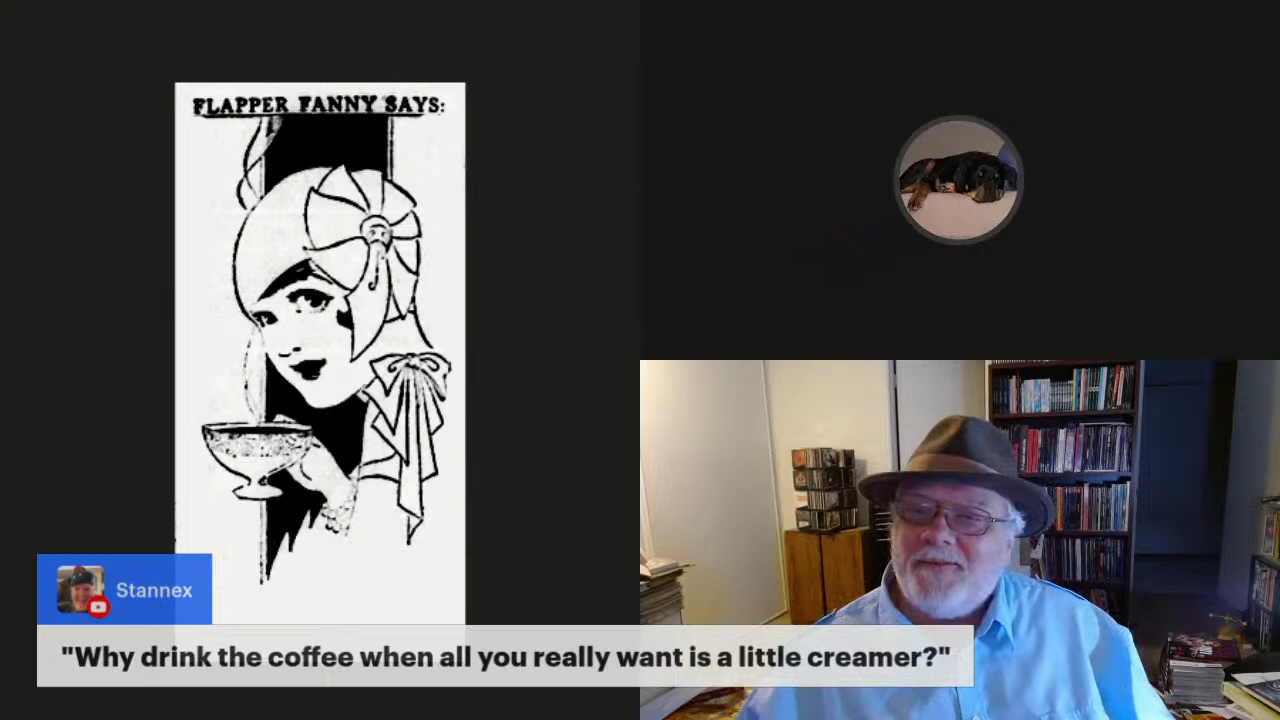 FLAPPER FANNY SAYS:
Stannex
"Why drink the coffee when all you really want is a little creamer?"